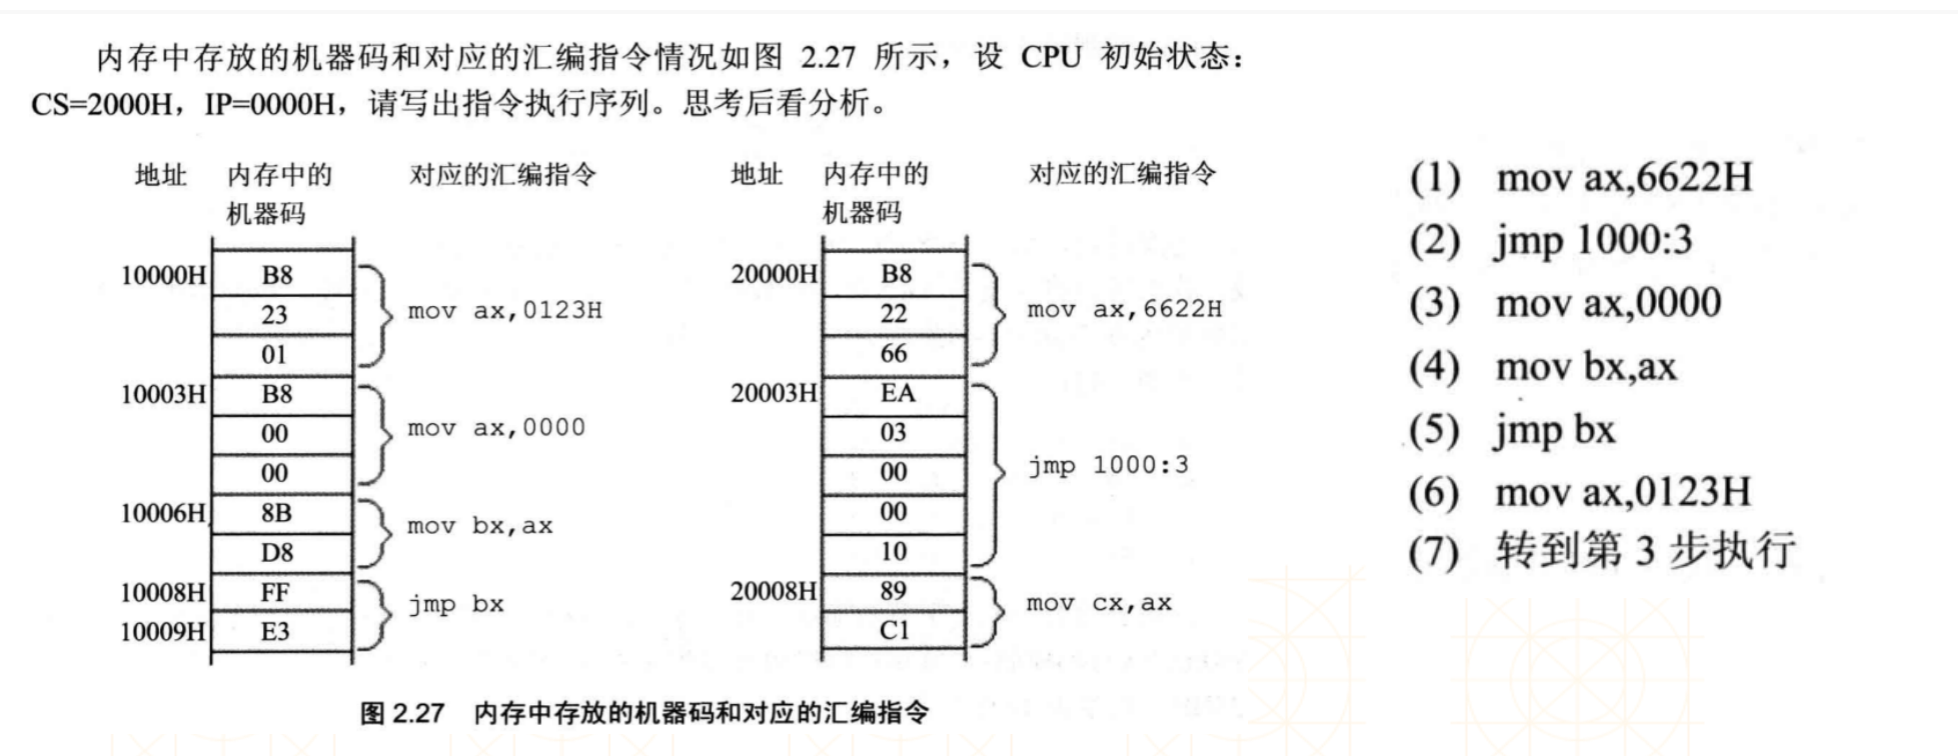 内存中存放的机器码和对应的汇编指令情况如图 2.27 所示，设 CPU 初始状态：
CS=2000H，IP=0000H，请写出指令执行序列。思考后看分析。
地址 内存中的 对应的汇编指令
机器码
10000H B8
23 mov ax,0123H
01
10003H B8
00 mov ax,0000
00
10006H 8B mov bx,ax
D8
10008H FF jmp bx
10009H E3
地址 内存中的 对应的汇编指令
机器码
20000H B8
22 mov ax,6622H
66
20003H EA
03
00 jmp 1000:3
00
10
20008H 89 mov cx,ax
C1
图 2.27 内存中存放的机器码和对应的汇编指令
(1) mov ax,6622H
(2) jmp 1000:3
(3) mov ax,0000
(4) mov bx,ax
(5) jmp bx
(6) mov ax,0123H
(7) 转到第 3 步执行